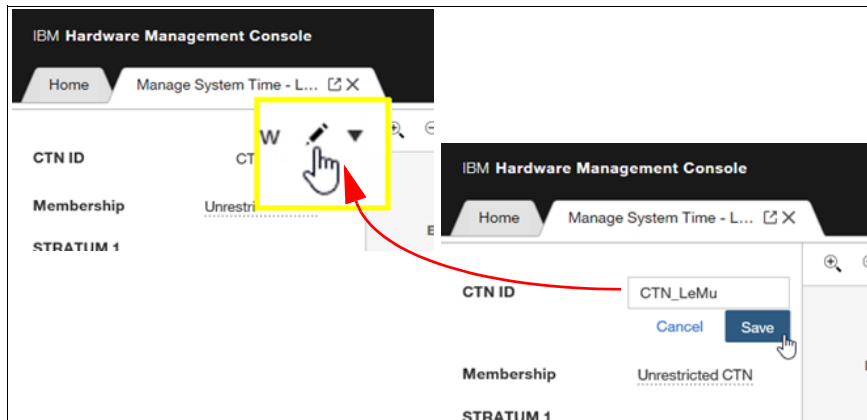 IBM Hardware Management Console
Home Manage System Time - L...
W
CTN ID CT
Membership Unrestri
STRATUM 1
IBM Hardware Management Console
Home Manage System Time - L...
CTN ID CTN_LeMu
Cancel Save
Membership Unrestricted CTN
STRATUM 1